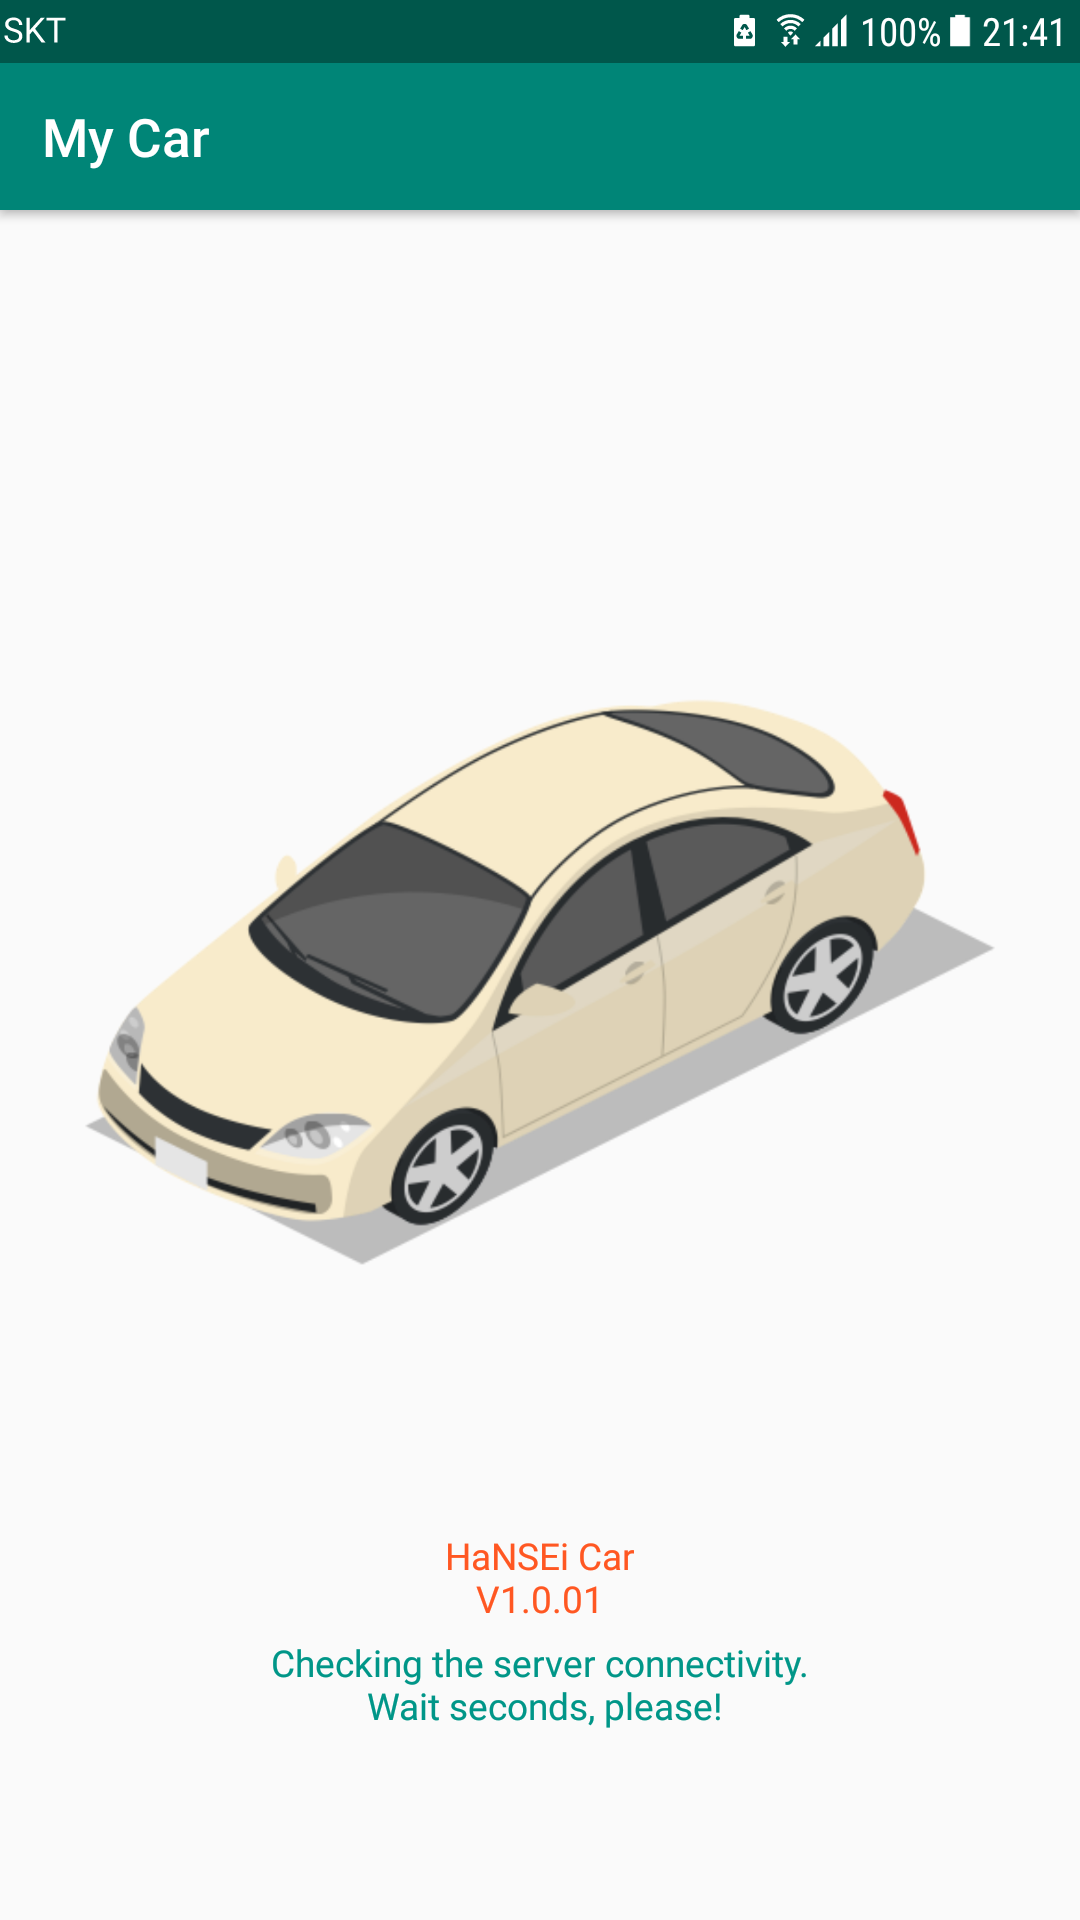 SKT 100% 21:41
My Car
HaNSEi Car
V1.0.01
Checking the server connectivity.
Wait seconds, please!